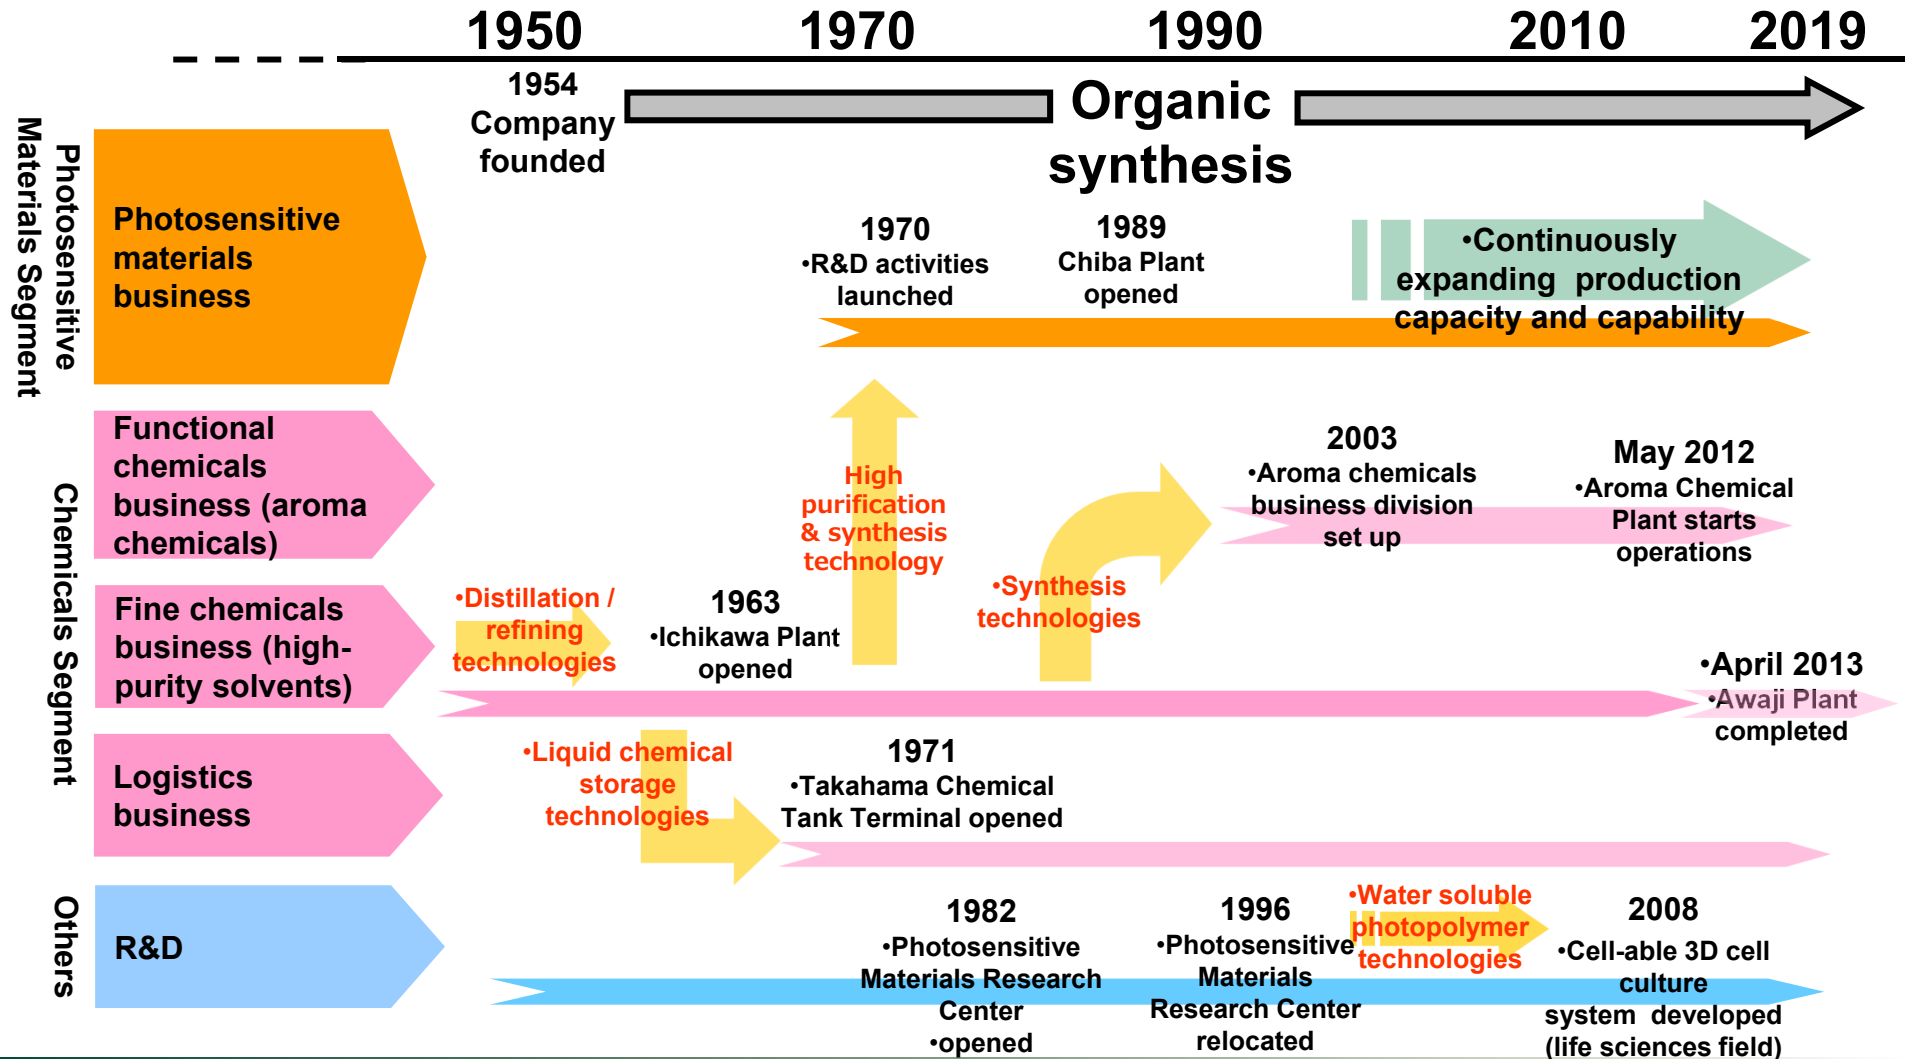 1950 1970 1990 2010 2019
1954
Company
founded
Organic
synthesis
Photosensitive
Materials Segment
Photosensitive
materials
business
1970
•R&D activities
launched
1989
Chiba Plant
opened
•Continuously
expanding production
capacity and capability
Chemicals Segment
Functional
chemicals
business (aroma
chemicals)
High
purification
& synthesis
technology
2003
•Aroma chemicals
business division
set up
May 2012
•Aroma Chemical
Plant starts
operations
Fine chemicals
business (high-
purity solvents)
•Distillation /
refining
technologies
1963
•Ichikawa Plant
opened
•Synthesis
technologies
•April 2013
•Awaji Plant
completed
Logistics
business
•Liquid chemical
storage
technologies
1971
•Takahama Chemical
Tank Terminal opened
Others
R&D
1982
•Photosensitive
Materials Research
Center
•opened
1996
•Photosensitive
Materials
Research Center
relocated
•Water soluble
photopolymer
technologies
2008
•Cell-able 3D cell
culture
system developed
(life sciences field)